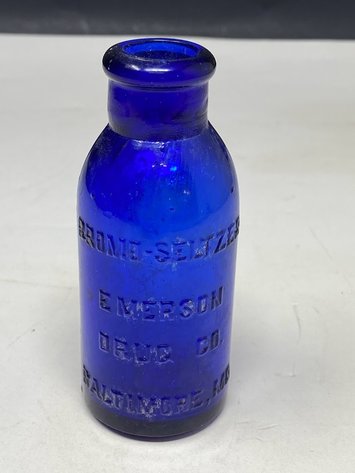 BROMO-SELTZER
EMERSON
DRUG CO.
BALTIMORE, MD.